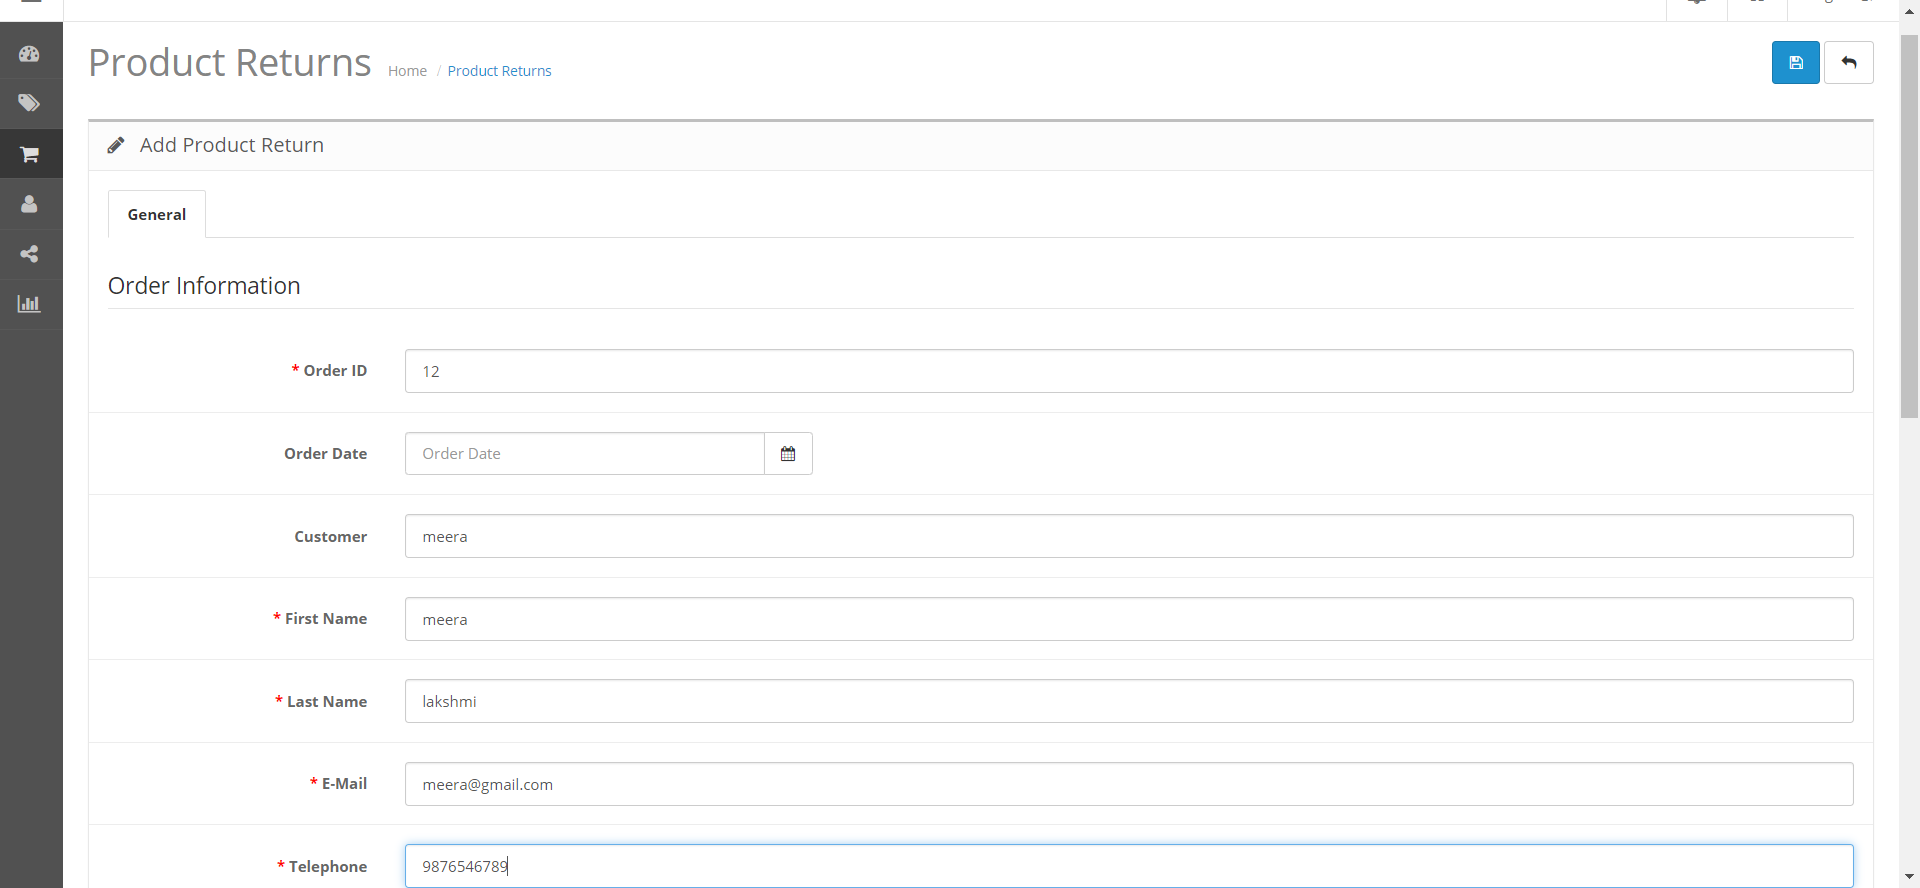 Product Returns Home / Product Returns
Add Product Return
General
Order Information
* Order ID 12
Order Date Order Date
Customer meera
* First Name meera
* Last Name lakshmi
* E-Mail meera@gmail.com
* Telephone 9876546789